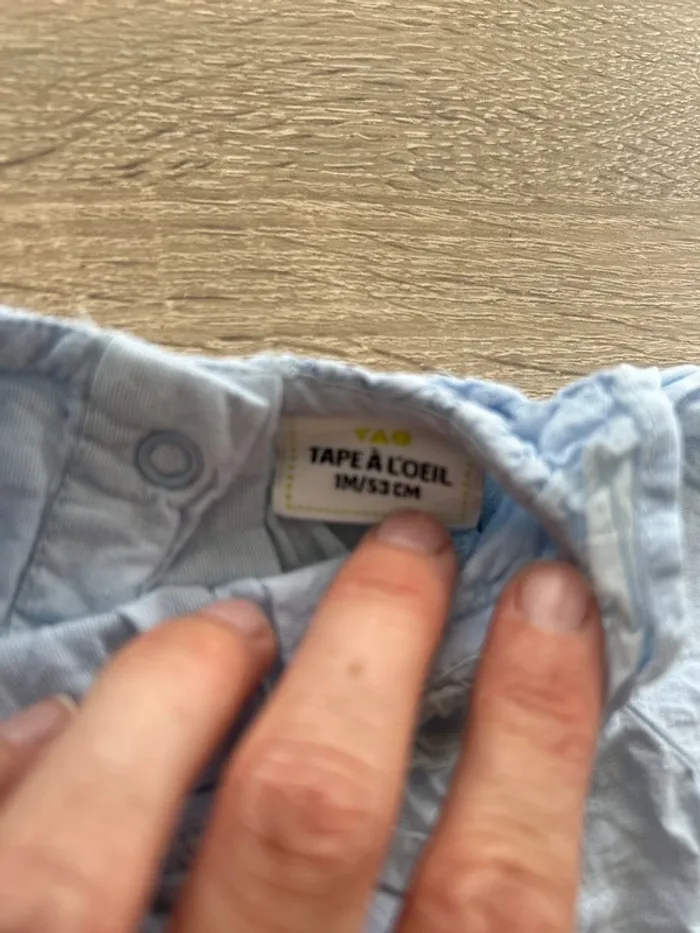 TAO
TAPE À L'OEIL
1M/53 CM